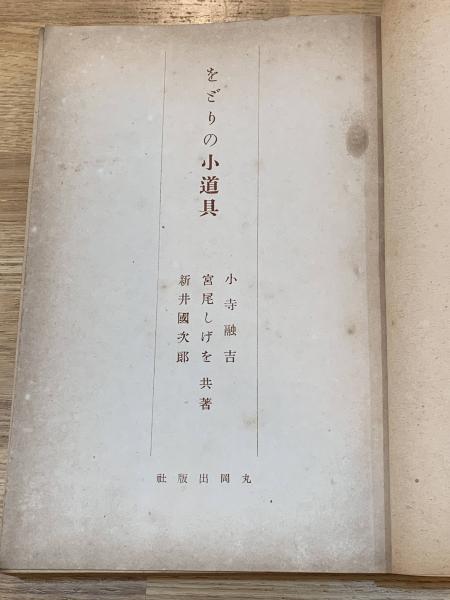 をどりの小道具
小寺融吉
宮尾しげを 共著
新井國次郎
丸岡出版社